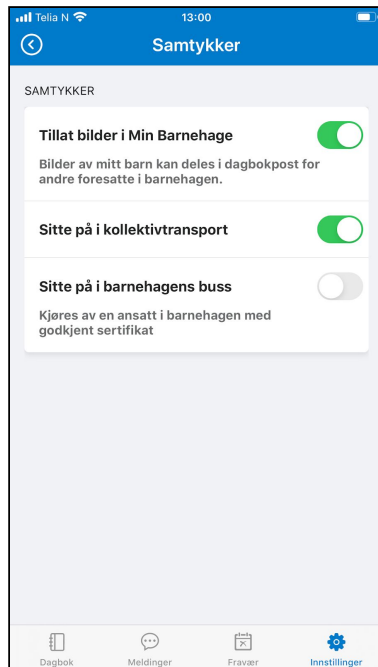 Telia N 13:00
Samtykker
SAMTYKKER
Tillat bilder i Min Barnehage
Bilder av mitt barn kan deles i dagbokpost for
andre foresatte i barnehagen.
Sitte på i kollektivtransport
Sitte på i barnehagens buss
Kjøres av en ansatt i barnehagen med
godkjent sertifikat
Dagbok Meldinger Fravær Innstillinger